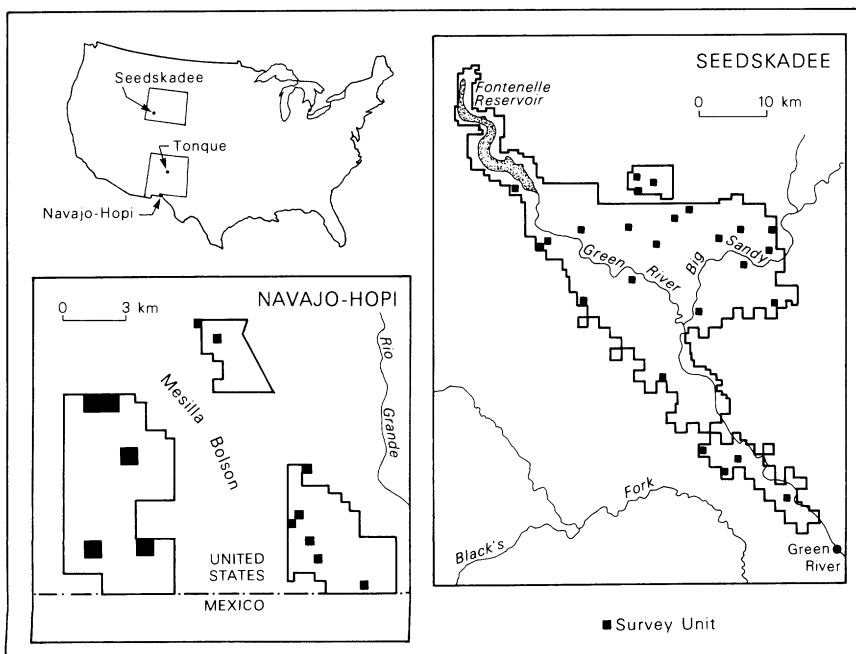 Seedskadee
Tonque
Navajo-Hopi
NAVAJO-HOPI
0 3 km
Mesilla
Bolson
Rio
Grande
UNITED
STATES
MEXICO
SEEDSKADEE
Fontenelle
Reservoir
0 10 km
Green
River
Big
Sandy
Black's
Fork
Green
River
Survey Unit